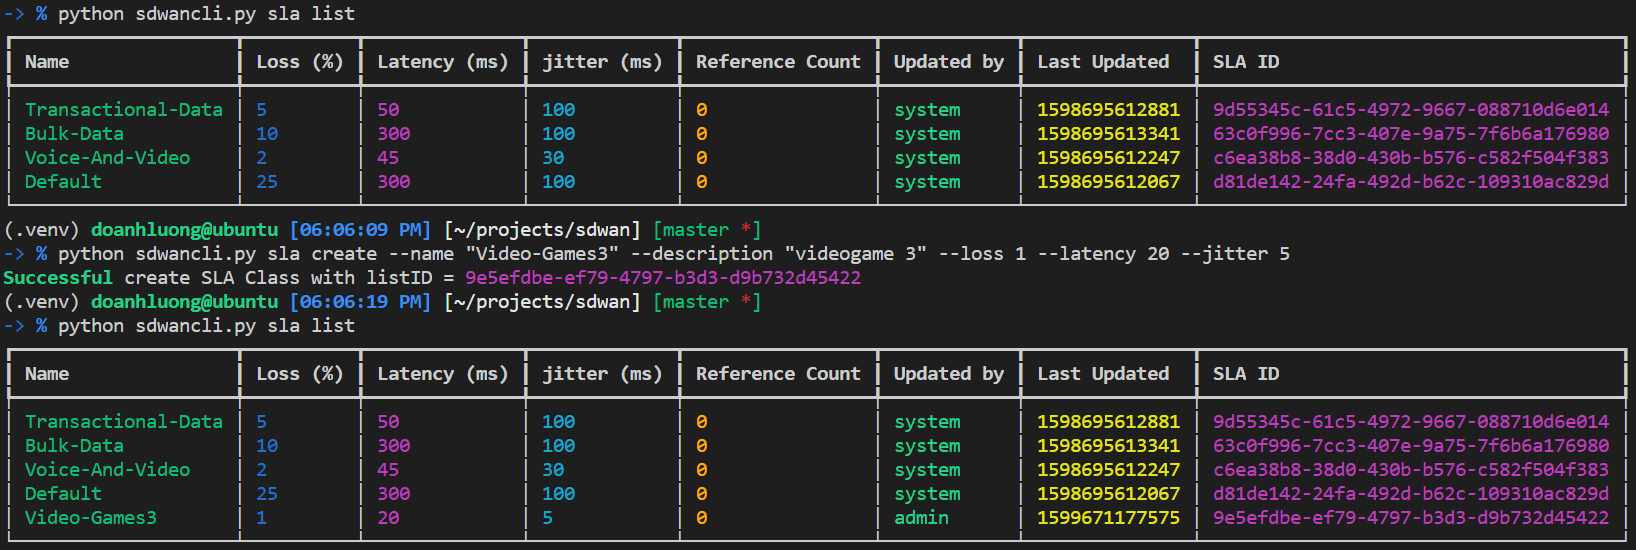 -> % python sdwancli.py sla list
Name Loss (%) Latency (ms) jitter (ms) Reference Count Updated by Last Updated SLA ID
Transactional-Data 5 50 100 0 system 1598695612881 9d55345c-61c5-4972-9667-088710d6e014
Bulk-Data 10 300 100 0 system 1598695613341 63c0f996-7cc3-407e-9a75-7f6b6a176980
Voice-And-Video 2 45 30 0 system 1598695612247 c6ea38b8-38d0-430b-b576-c582f504f383
Default 25 300 100 0 system 1598695612067 d81de142-24fa-492d-b62c-109310ac829d
(.venv) doanhluong@ubuntu [06:06:09 PM] [~/projects/sdwan] [master *]
-> % python sdwancli.py sla create --name "Video-Games3" --description "videogame 3" --loss 1 --latency 20 --jitter 5
Successful create SLA Class with listID = 9e5efdbe-ef79-4797-b3d3-d9b732d45422
(.venv) doanhluong@ubuntu [06:06:19 PM] [~/projects/sdwan] [master *]
-> % python sdwancli.py sla list
Name Loss (%) Latency (ms) jitter (ms) Reference Count Updated by Last Updated SLA ID
Transactional-Data 5 50 100 0 system 1598695612881 9d55345c-61c5-4972-9667-088710d6e014
Bulk-Data 10 300 100 0 system 1598695613341 63c0f996-7cc3-407e-9a75-7f6b6a176980
Voice-And-Video 2 45 30 0 system 1598695612247 c6ea38b8-38d0-430b-b576-c582f504f383
Default 25 300 100 0 system 1598695612067 d81de142-24fa-492d-b62c-109310ac829d
Video-Games3 1 20 5 0 admin 1599671177575 9e5efdbe-ef79-4797-b3d3-d9b732d45422